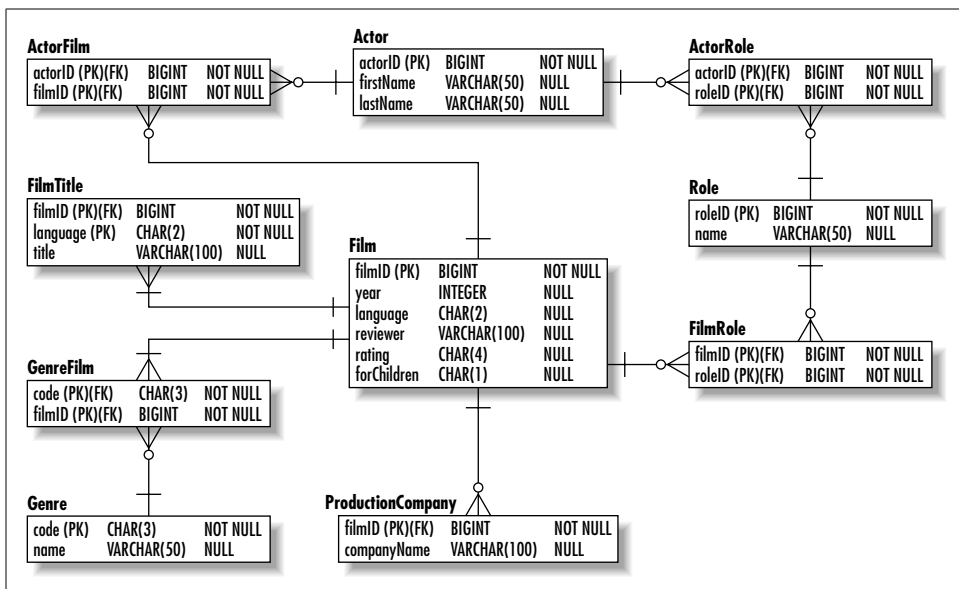 ActorFilm
actorID (PK)(FK) BIGINT NOT NULL
filmID (PK)(FK) BIGINT NOT NULL
Actor
actorID (PK) BIGINT NOT NULL
firstName VARCHAR(50) NULL
lastName VARCHAR(50) NULL
ActorRole
actorID (PK)(FK) BIGINT NOT NULL
roleID (PK)(FK) BIGINT NOT NULL
FilmTitle
filmID (PK)(FK) BIGINT NOT NULL
language (PK) CHAR(2) NOT NULL
title VARCHAR(100) NULL
Role
roleID (PK) BIGINT NOT NULL
name VARCHAR(50) NULL
Film
filmID (PK) BIGINT NOT NULL
year INTEGER NULL
language CHAR(2) NULL
reviewer VARCHAR(100) NULL
rating CHAR(4) NULL
forChildren CHAR(1) NULL
FilmRole
filmID (PK)(FK) BIGINT NOT NULL
roleID (PK)(FK) BIGINT NOT NULL
GenreFilm
code (PK)(FK) CHAR(3) NOT NULL
filmID (PK)(FK) BIGINT NOT NULL
Genre
code (PK) CHAR(3) NOT NULL
name VARCHAR(50) NULL
ProductionCompany
filmID (PK)(FK) BIGINT NOT NULL
companyName VARCHAR(100) NULL